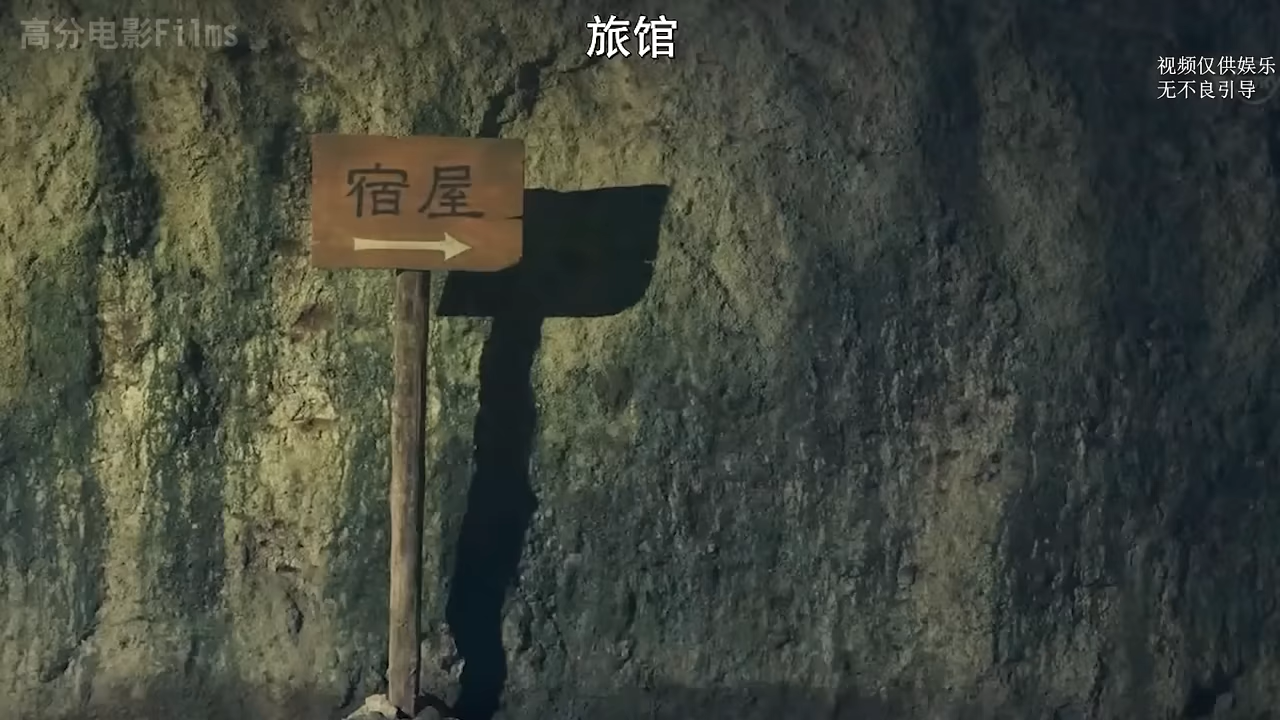 高分电影Films
旅馆
视频仅供娱乐
无不良引导
宿屋